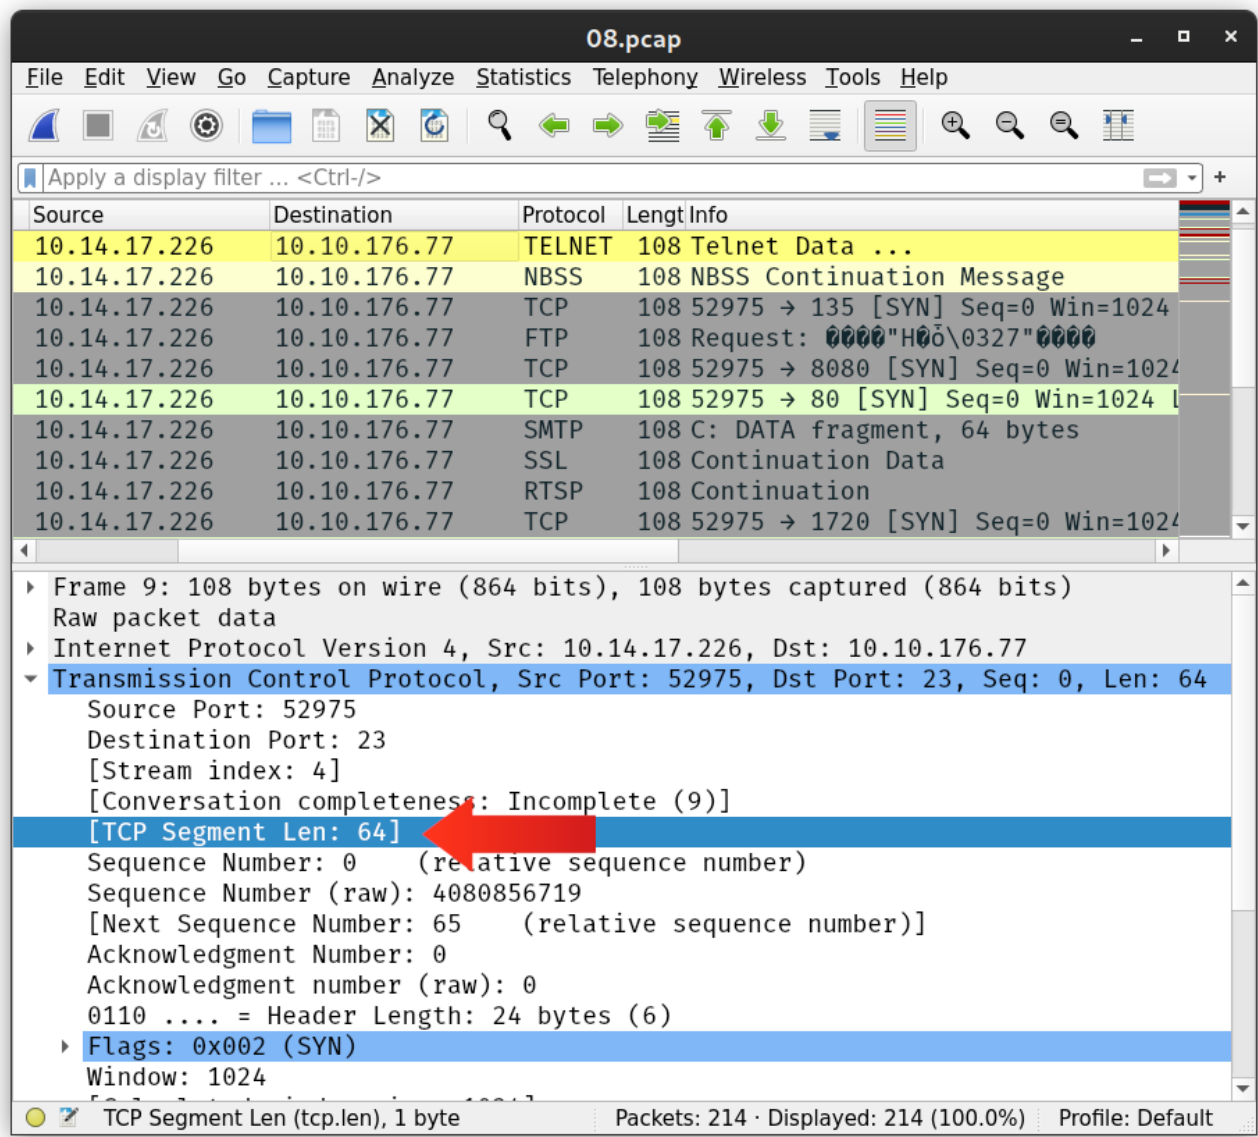 08.pcap
File Edit View Go Capture Analyze Statistics Telephony Wireless Tools Help
Apply a display filter ... <Ctrl-/>
Source Destination Protocol Lengt Info
10.14.17.226 10.10.176.77 TELNET 108 Telnet Data ...
10.14.17.226 10.10.176.77 NBSS 108 NBSS Continuation Message
10.14.17.226 10.10.176.77 TCP 108 52975 → 135 [SYN] Seq=0 Win=1024
10.14.17.226 10.10.176.77 FTP 108 Request: ����"H�ǒ\0327"����
10.14.17.226 10.10.176.77 TCP 108 52975 → 8080 [SYN] Seq=0 Win=1024
10.14.17.226 10.10.176.77 TCP 108 52975 → 80 [SYN] Seq=0 Win=1024 L
10.14.17.226 10.10.176.77 SMTP 108 C: DATA fragment, 64 bytes
10.14.17.226 10.10.176.77 SSL 108 Continuation Data
10.14.17.226 10.10.176.77 RTSP 108 Continuation
10.14.17.226 10.10.176.77 TCP 108 52975 → 1720 [SYN] Seq=0 Win=1024
Frame 9: 108 bytes on wire (864 bits), 108 bytes captured (864 bits)
Raw packet data
Internet Protocol Version 4, Src: 10.14.17.226, Dst: 10.10.176.77
Transmission Control Protocol, Src Port: 52975, Dst Port: 23, Seq: 0, Len: 64
Source Port: 52975
Destination Port: 23
[Stream index: 4]
[Conversation completeness: Incomplete (9)]
[TCP Segment Len: 64]
Sequence Number: 0 (relative sequence number)
Sequence Number (raw): 4080856719
[Next Sequence Number: 65 (relative sequence number)]
Acknowledgment Number: 0
Acknowledgment number (raw): 0
0110 .... = Header Length: 24 bytes (6)
Flags: 0x002 (SYN)
Window: 1024
TCP Segment Len (tcp.len), 1 byte Packets: 214 · Displayed: 214 (100.0%) Profile: Default